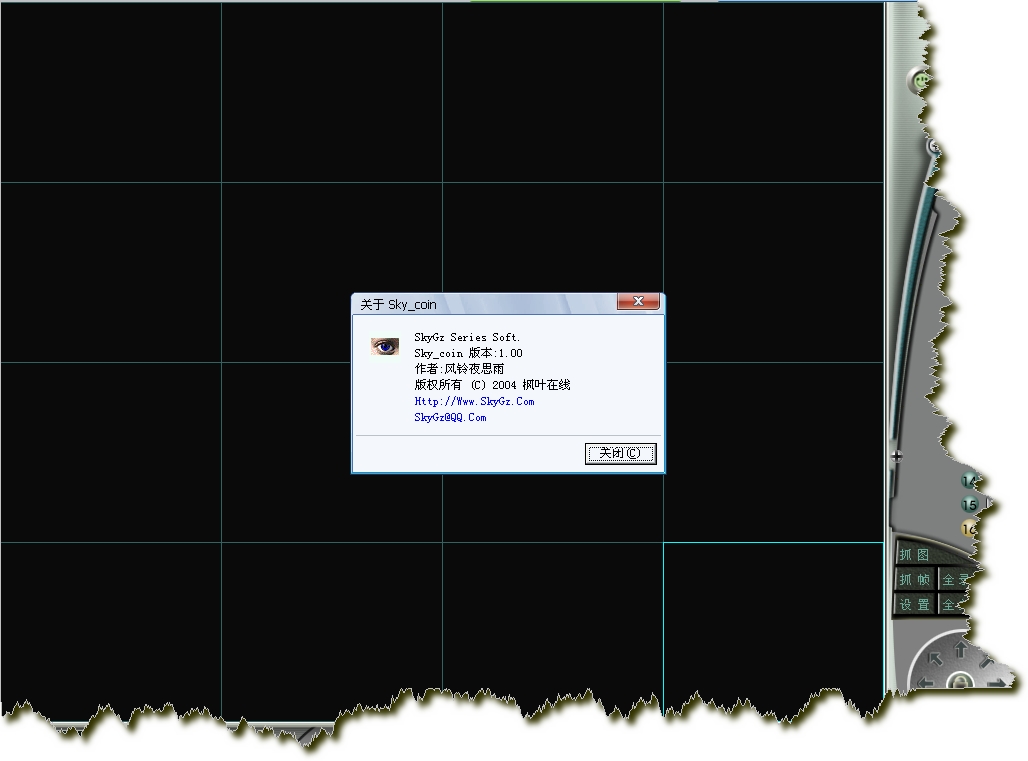 关于 Sky_coin
X
SkyGz Series Soft.
Sky_coin 版本:1.00
作者:风铃夜思雨
版权所有 (C) 2004 枫叶在线
Http://Www.SkyGz.Com
SkyGz@QQ.Com
关闭(C)
14
15
16
抓图
抓帧
全录
设置
全